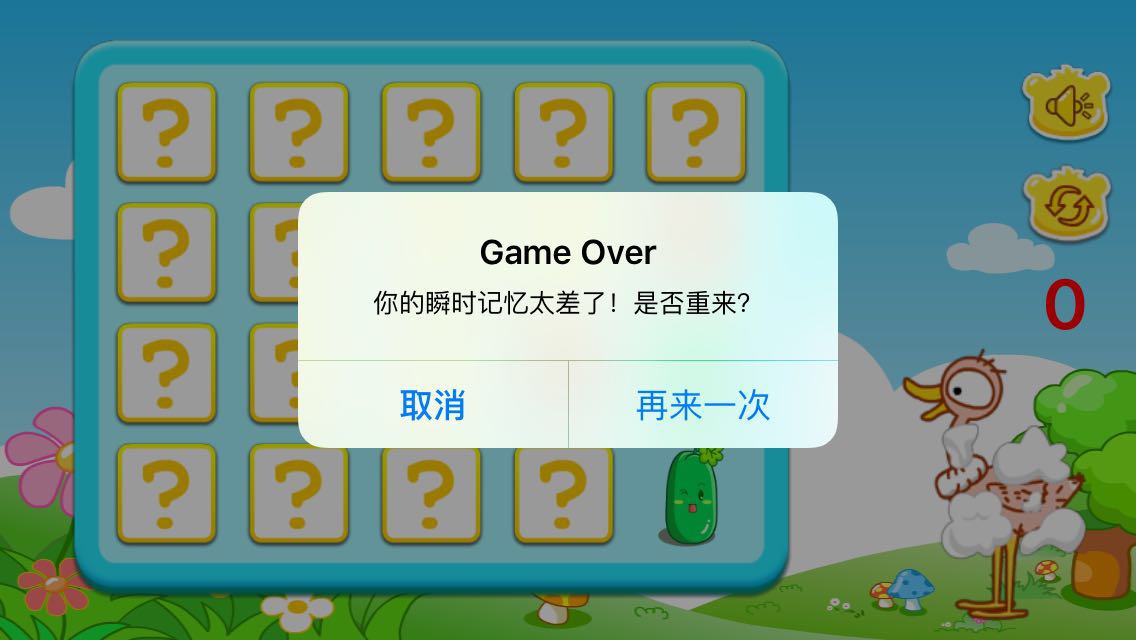 ? ? ? ? ?
? ?
Game Over
你的瞬时记忆太差了！是否重来?
0
? ?
取消 再来一次
? ? ? ?